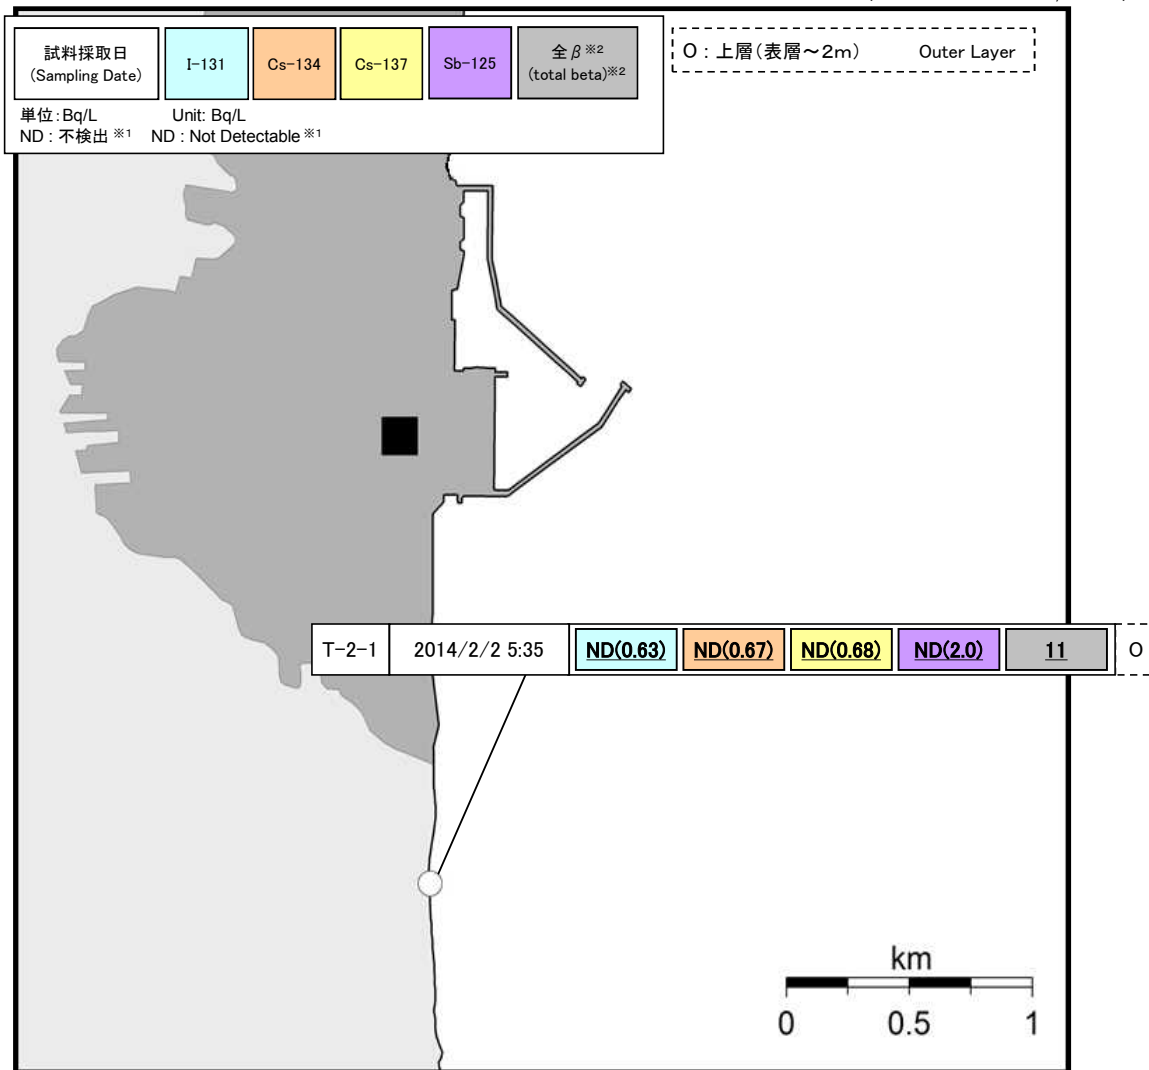 試料採取日
(Sampling Date)
I-131
Cs-134
Cs-137
Sb-125
全β※2
(total beta)※2
O : 上層(表層～2m) Outer Layer
単位:Bq/L Unit: Bq/L
ND : 不検出 ※1 ND : Not Detectable ※1
T-2-1 2014/2/2 5:35 ND(0.63) ND(0.67) ND(0.68) ND(2.0) 11 O
km
0 0.5 1